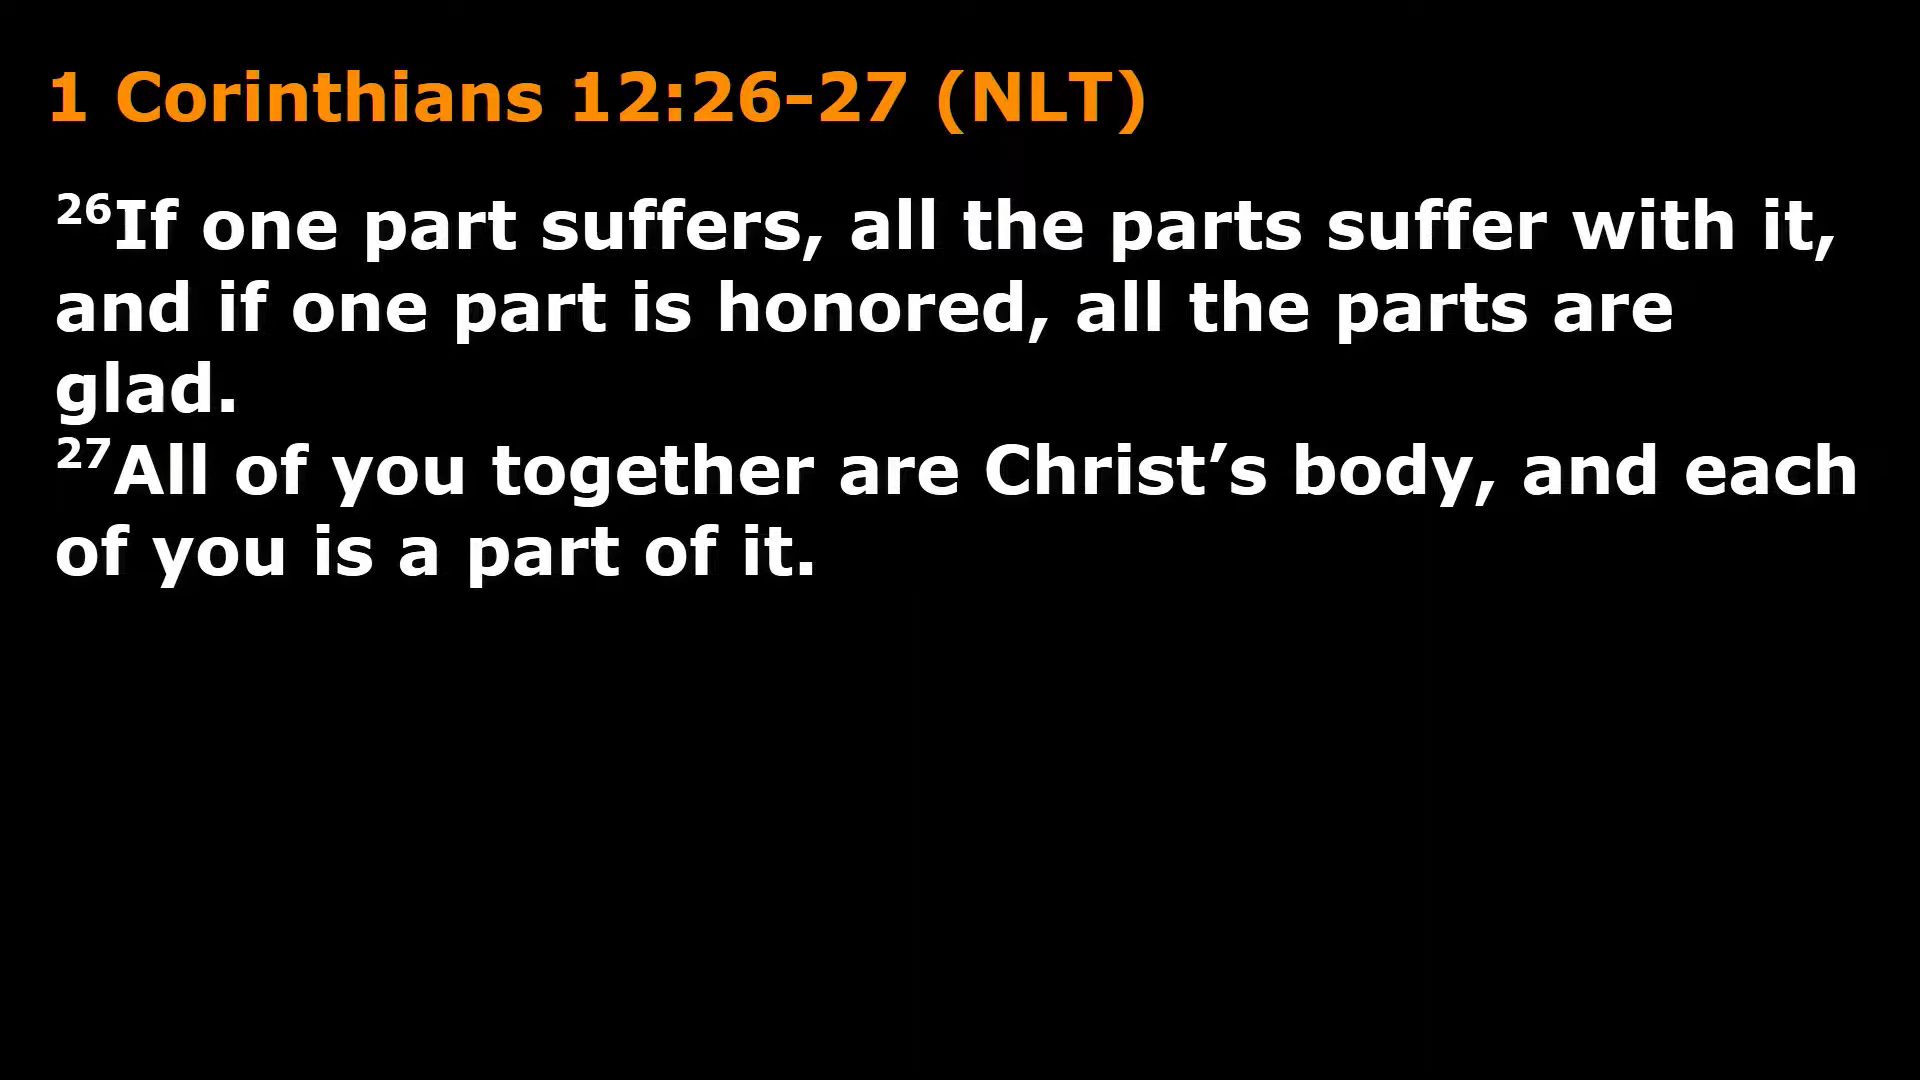 1 Corinthians 12:26-27 (NLT)
26If one part suffers, all the parts suffer with it,
and if one part is honored, all the parts are
glad.
27All of you together are Christ’s body, and each
of you is a part of it.